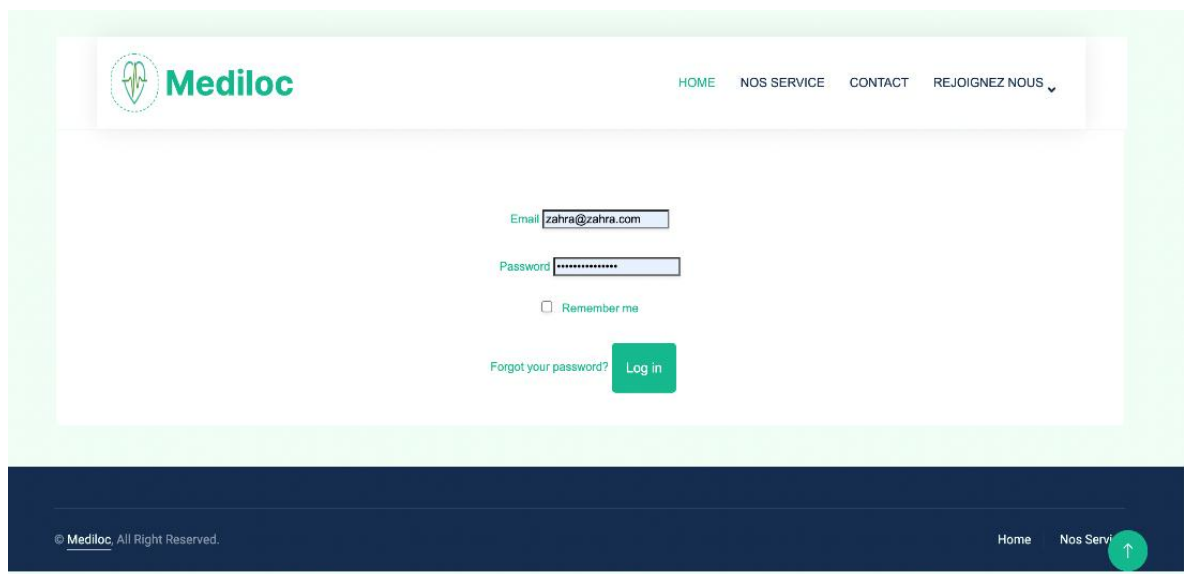 Mediloc
HOME NOS SERVICE CONTACT REJOIGNEZ NOUS
Email zahra@zahra.com
Password •••••••••••••••
Remember me
Forgot your password? Log in
© Mediloc, All Right Reserved.
Home Nos